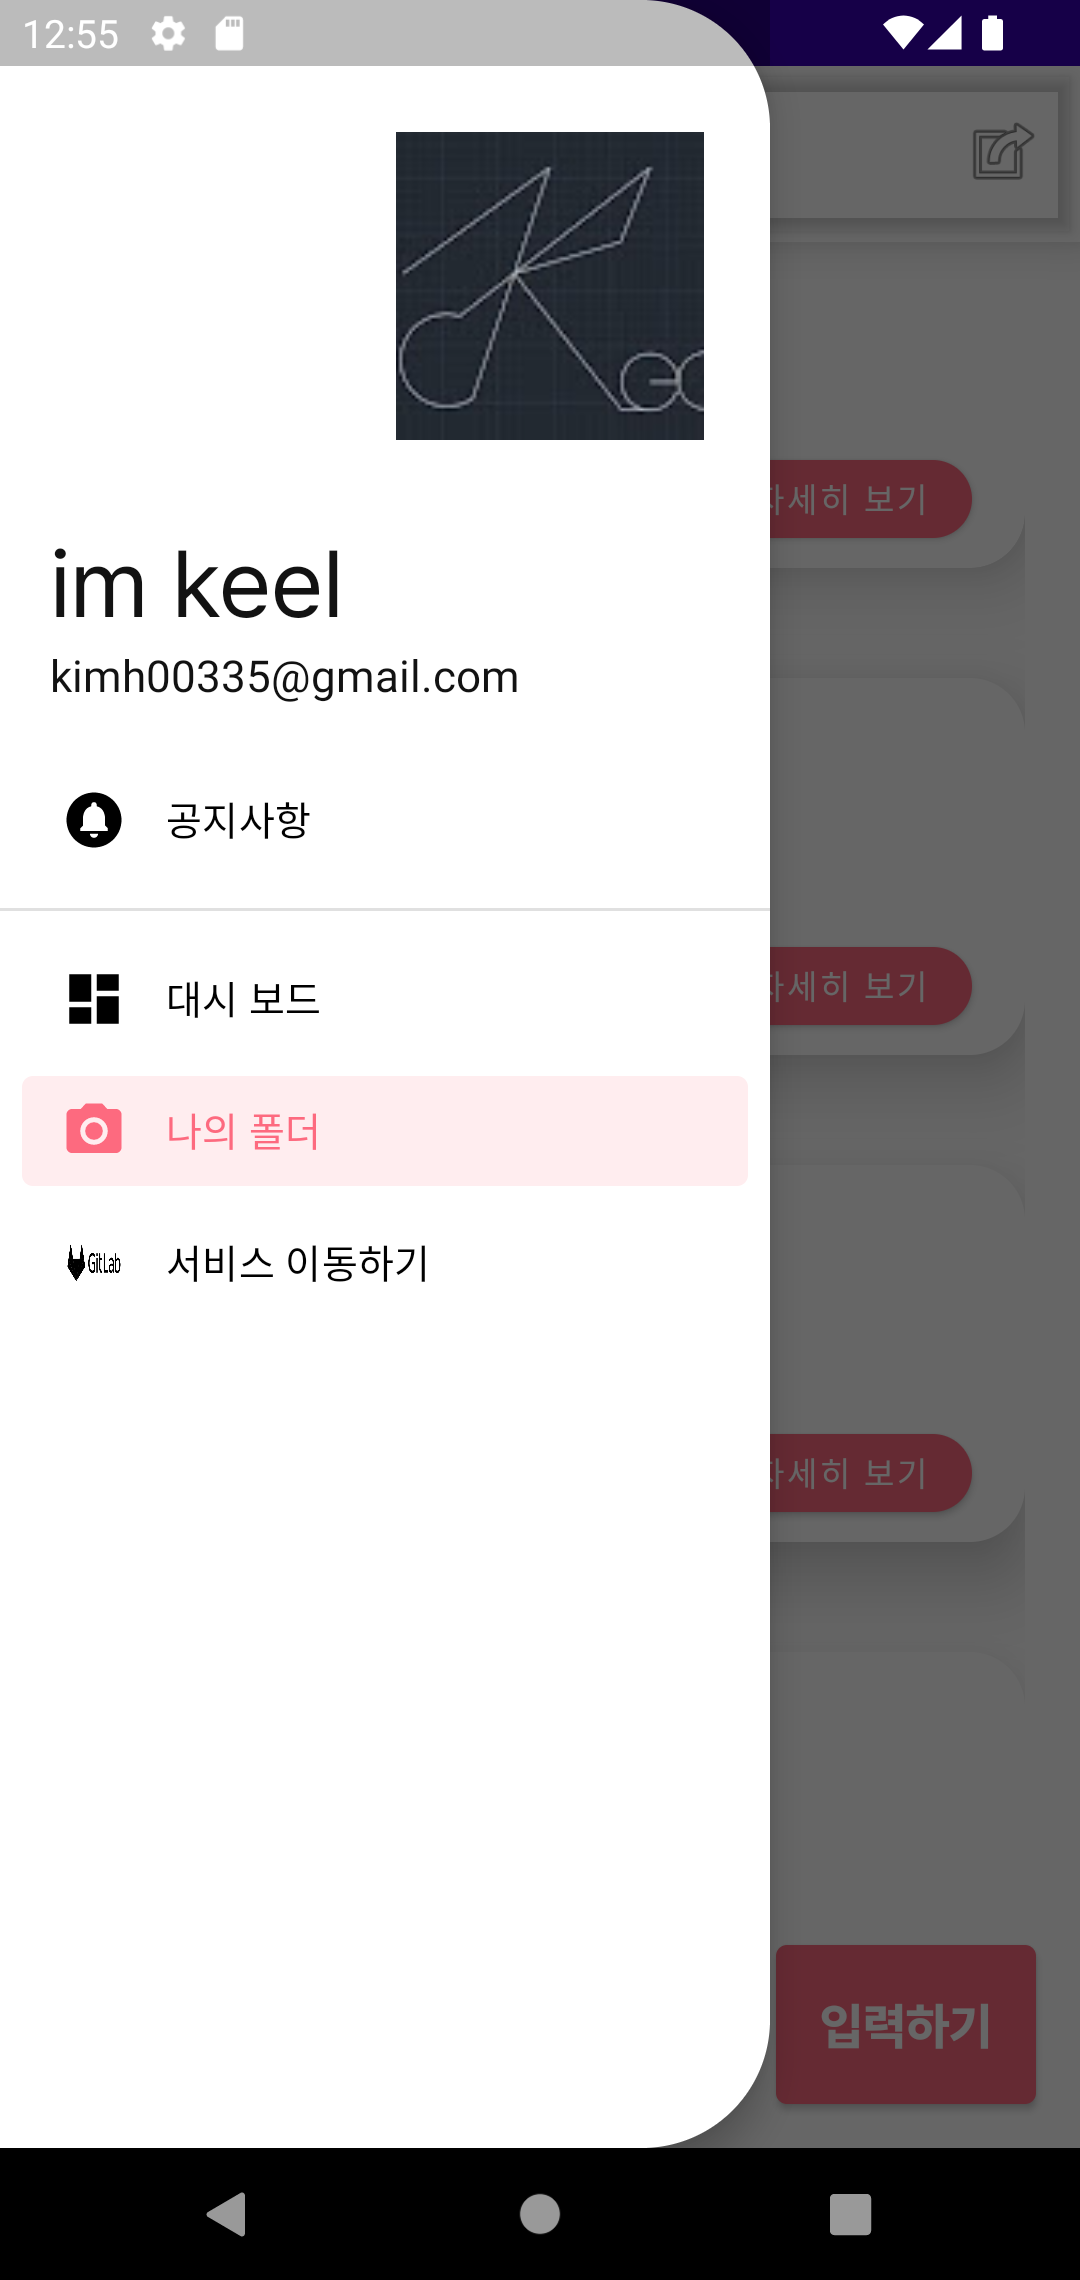 12:55
im keel
kimh00335@gmail.com
공지사항
대시 보드
나의 폴더
GitLab
서비스 이동하기
세히 보기
세히 보기
세히 보기
입력하기